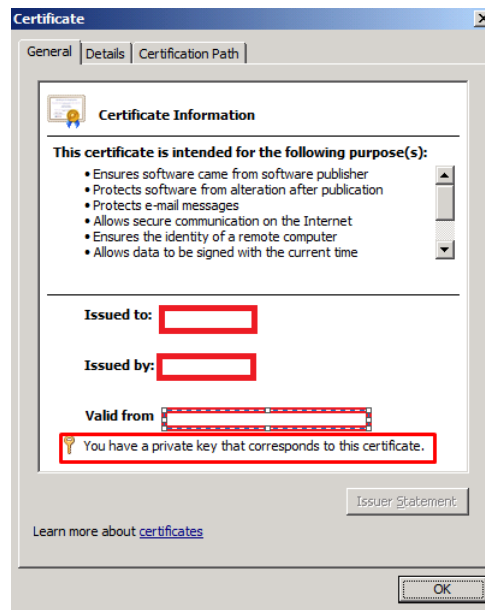 Certificate
General Details Certification Path
Certificate Information
This certificate is intended for the following purpose(s):
• Ensures software came from software publisher
• Protects software from alteration after publication
• Protects e-mail messages
• Allows secure communication on the Internet
• Ensures the identity of a remote computer
• Allows data to be signed with the current time
Issued to:
Issued by:
Valid from
You have a private key that corresponds to this certificate.
Issuer Statement
Learn more about certificates
OK